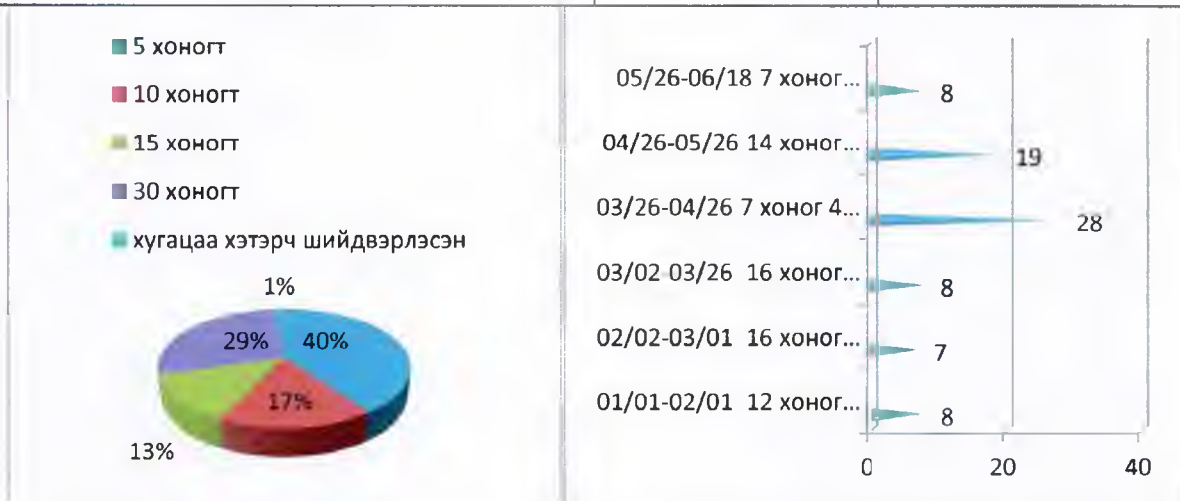 5 хоногт
10 хоногт
15 хоногт
30 хоногт
хугацаа хэтэрч шийдвэрлэсэн
1%
29%
40%
17%
13%
05/26-06/18 7 хоног...
8
04/26-05/26 14 хоног...
19
03/26-04/26 7 хоног 4...
28
03/02-03/26 16 хоног...
8
02/02-03/01 16 хоног...
7
01/01-02/01 12 хоног...
8
0
20
40